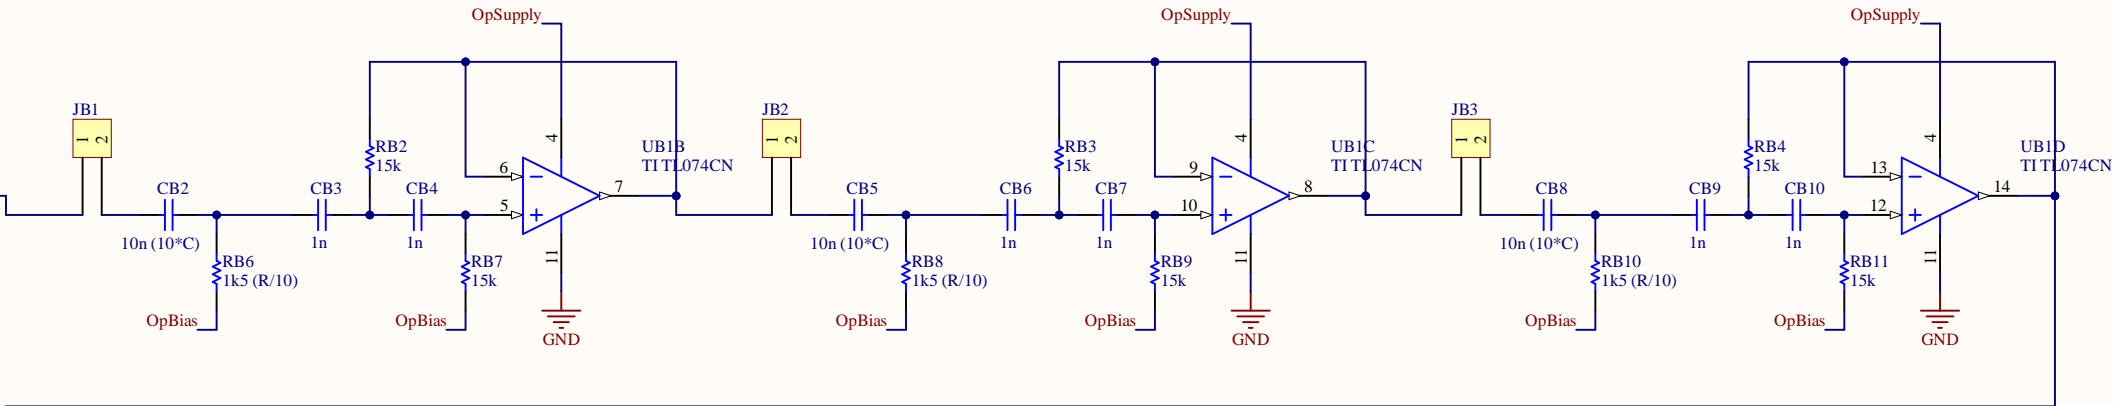 OpSupply
JB1
1
2
CB2
10n (10*C)
RB6
1k5 (R/10)
OpBias
CB3
1n
RB2
15k
CB4
1n
RB7
15k
OpBias
4
6
5
7
11
UB1B
TI TL074CN
GND
OpSupply
JB2
1
2
CB5
10n (10*C)
RB8
1k5 (R/10)
OpBias
CB6
1n
RB3
15k
CB7
1n
RB9
15k
OpBias
4
9
10
8
11
UB1C
TI TL074CN
GND
OpSupply
JB3
1
2
CB8
10n (10*C)
RB10
1k5 (R/10)
OpBias
CB9
1n
RB4
15k
CB10
1n
RB11
15k
OpBias
4
13
12
14
11
UB1D
TI TL074CN
GND